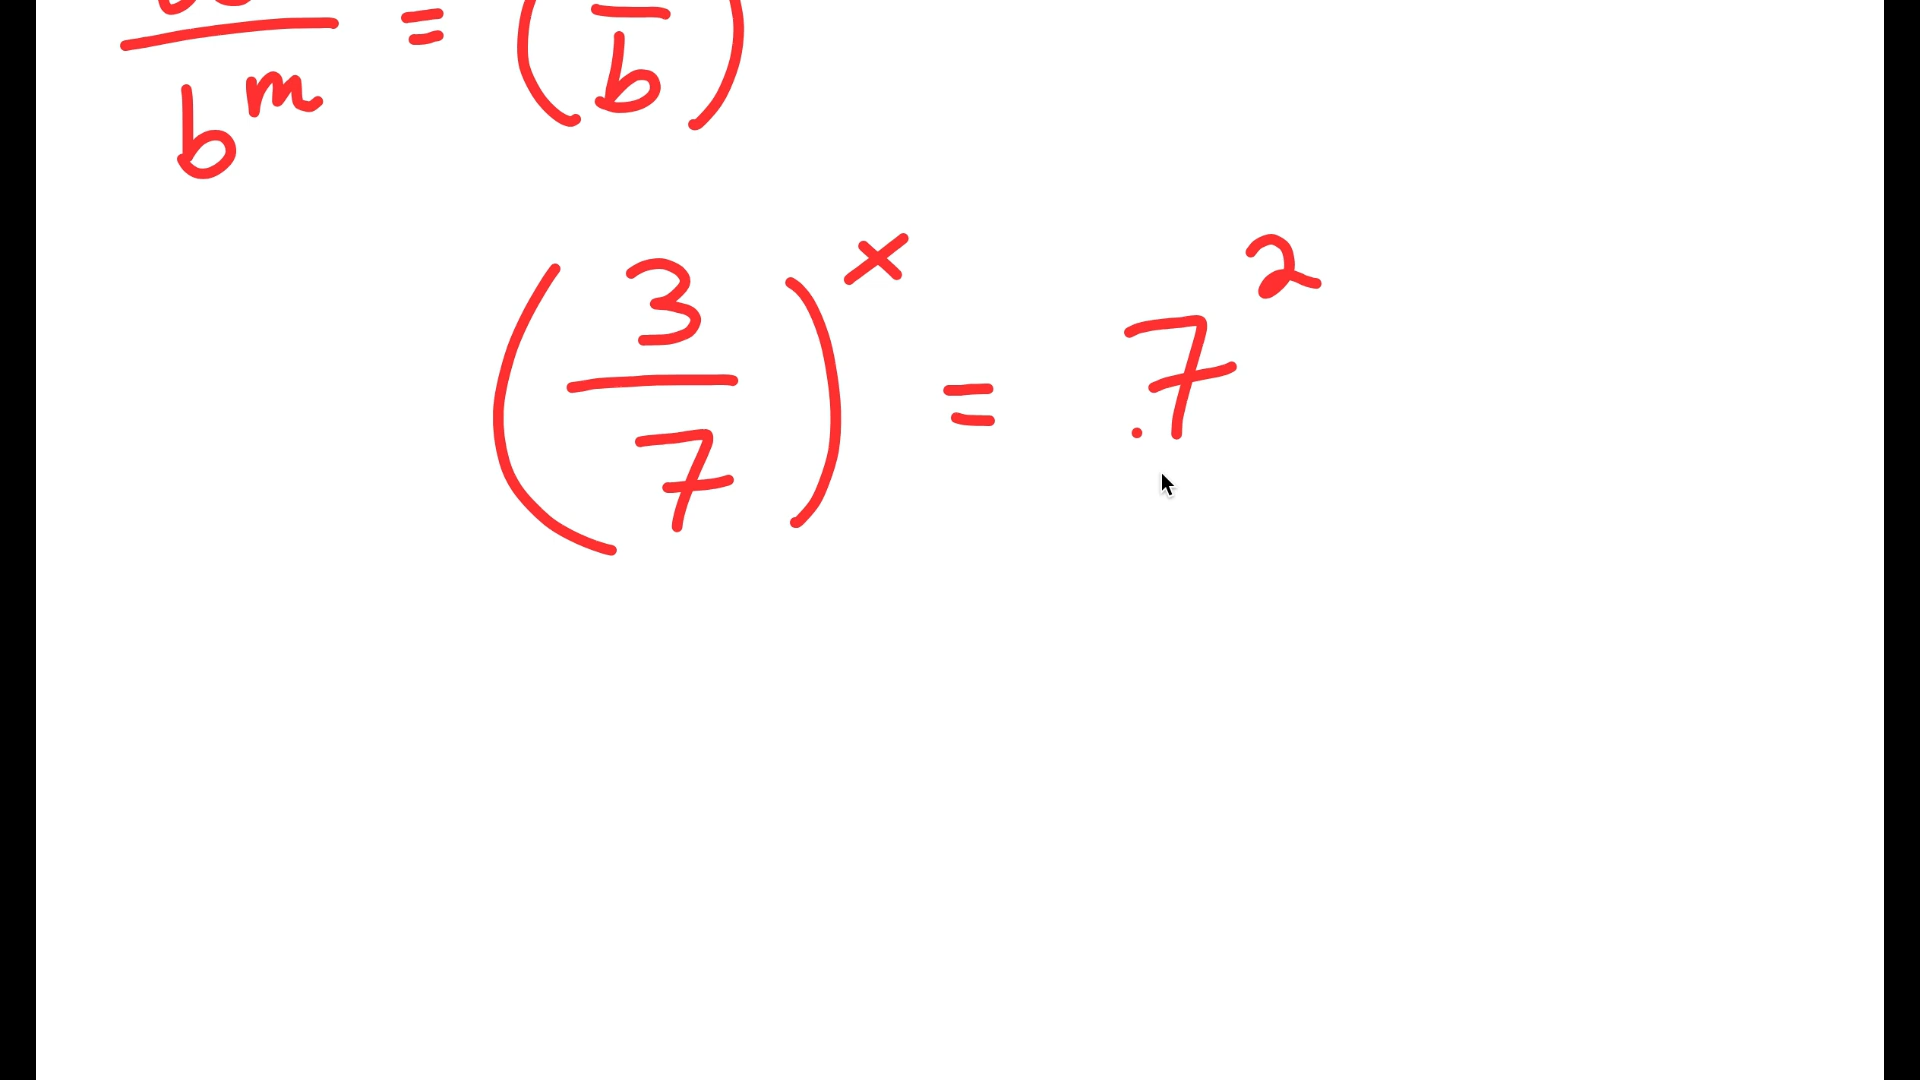 /b^m = (/b)
(3/7)^x = 7^2